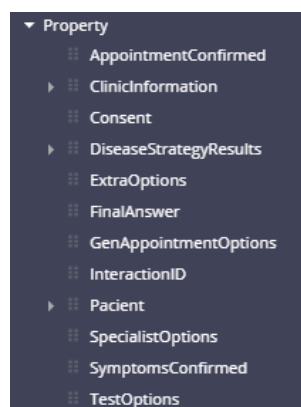 Property
AppointmentConfirmed
ClinicInformation
Consent
DiseaseStrategyResults
ExtraOptions
FinalAnswer
GenAppointmentOptions
InteractionID
Pacient
SpecialistOptions
SymptomsConfirmed
TestOptions